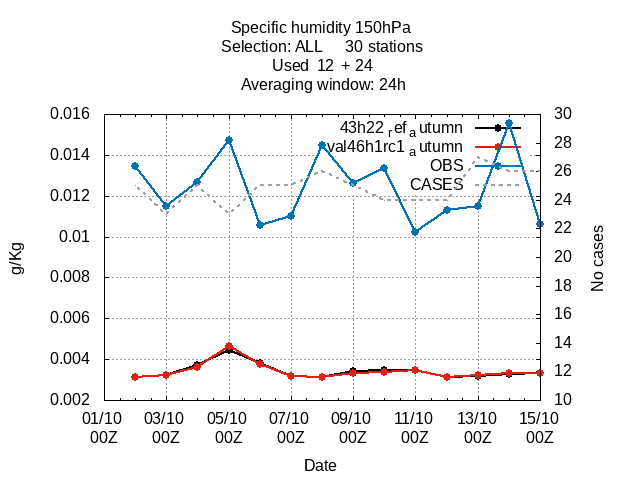 Specific humidity 150hPa
Selection: ALL 30 stations
Used 12 + 24
Averaging window: 24h
0.016
0.014
0.012
0.01
0.008
0.006
0.004
0.002
g/Kg
43h22 refa utumn
val46h1rc1 a utumn
OBS
CASES
30
28
26
24
22
20
18
16
14
12
10
No cases
01/10 03/10 05/10 07/10 09/10 11/10 13/10 15/10
00Z 00Z 00Z 00Z 00Z 00Z 00Z 00Z
Date